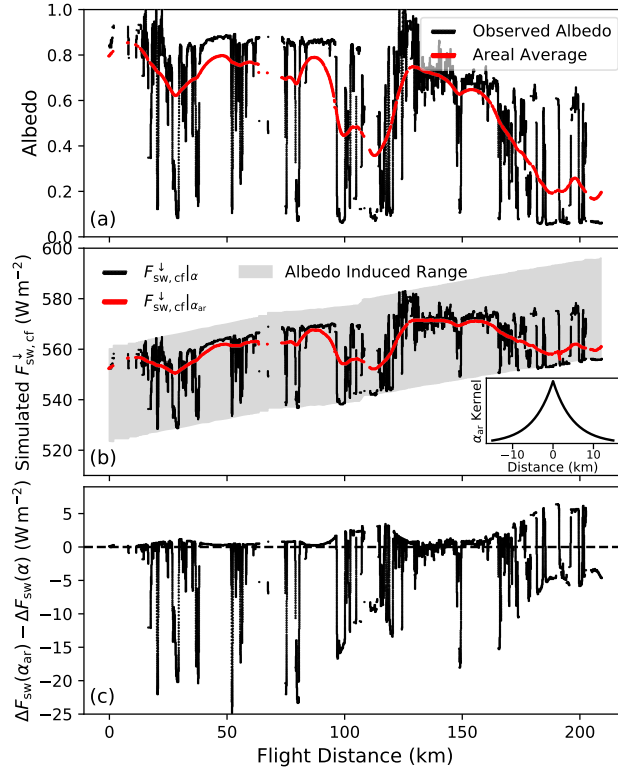 1.0
0.8
0.6
0.4
0.2
0.0
Albedo
(a)
Observed Albedo
Areal Average
600
580
560
540
520
Simulated F↓sw, cf (W m−2)
(b)
F↓sw, cf|α
F↓sw, cf|αar
Albedo Induced Range
αar Kernel
−10 0 10
Distance (km)
5
0
−5
−10
−15
−20
−25
ΔFsw(αar) − ΔFsw(α) (W m−2)
(c)
0 50 100 150 200
Flight Distance (km)